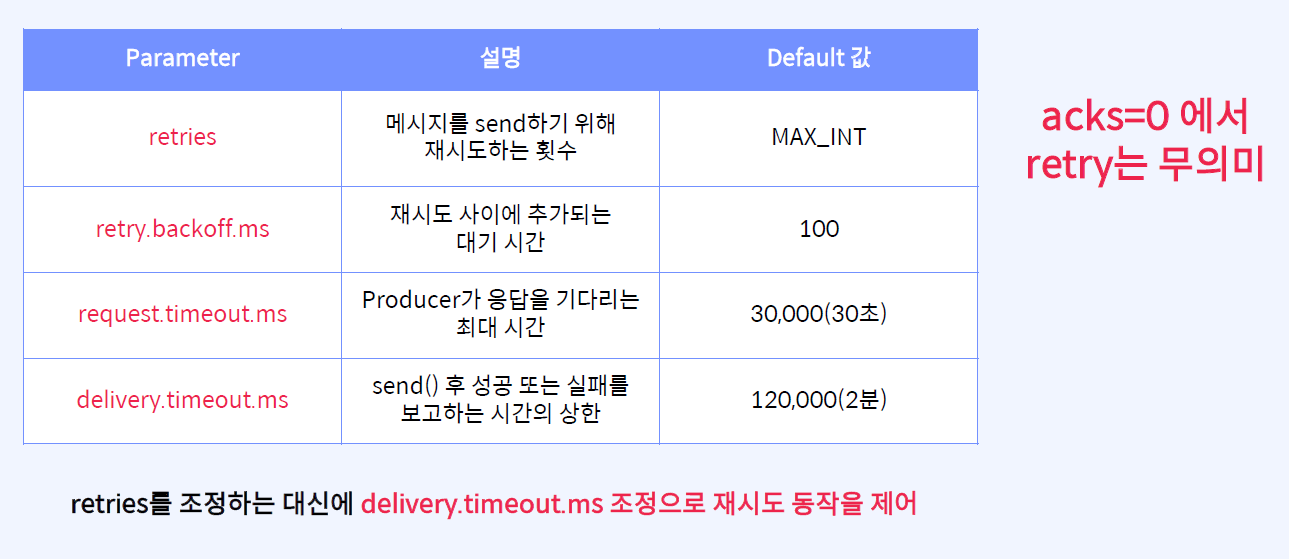 Parameter 설명 Default 값
retries 메시지를 send하기 위해
재시도하는 횟수 MAX_INT
retry.backoff.ms 재시도 사이에 추가되는
대기 시간 100
request.timeout.ms Producer가 응답을 기다리는
최대 시간 30,000(30초)
delivery.timeout.ms send() 후 성공 또는 실패를
보고하는 시간의 상한 120,000(2분)
acks=0 에서
retry는 무의미
retries를 조정하는 대신에 delivery.timeout.ms 조정으로 재시도 동작을 제어